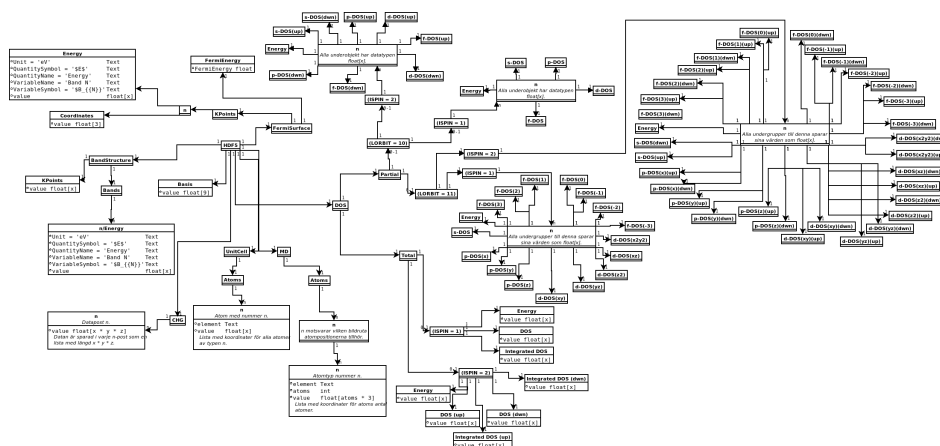 Energy
*Unit = 'eV' Text
*QuantitySymbol = '$E$' Text
*QuantityName = 'Energy' Text
*VariableName = 'Band N' Text
*VariableSymbol = '$B_{{N}}' Text
*value float[x]
Coordinates
*value float[3]
n
KPoints
FermiEnergy
*FermiEnergy float
FermiSurface
HDF5
BandStructure
KPoints
*value float[x]
Bands
Basis
*value float[9]
n/Energy
*Unit = 'eV' Text
*QuantitySymbol = '$E$' Text
*QuantityName = 'Energy' Text
*VariableName = 'Band N' Text
*VariableSymbol = '$B_{{N}}' Text
*value float[x]
CHG
n
Datapost n.
*value float[x * y * z]
Datan är sparad i varje n-post som en
lista med längd x * y * z.
UnitCell
Atoms
n
Atom med nummer n.
*element Text
*value float[x]
Lista med koordinater för alla atomer
av typen n.
MD
Atoms
n
n motsvarar vilken bildruta
atompositionerna tillhör.
n
Atomtyp nummer n.
*element Text
*atoms int
*value float[atoms * 3]
Lista med koordinater för atoms antal
atomer.
DOS
Partial
(LORBIT = 10)
(ISPIN = 2)
n
Alla underobjekt har datatypen
float[x].
s-DOS(dwn)
p-DOS(up)
d-DOS(up)
s-DOS(up)
f-DOS(up)
Energy
p-DOS(dwn)
d-DOS(dwn)
f-DOS(dwn)
(ISPIN = 1)
n
Alla underobjekt har datatypen
float[x].
s-DOS
p-DOS
Energy
d-DOS
f-DOS
(LORBIT = 11)
(ISPIN = 2)
(ISPIN = 1)
n
Alla undergrupper till denna sparar
sina värden som float[x].
f-DOS(1)
f-DOS(0)
f-DOS(2)
f-DOS(-1)
f-DOS(3)
f-DOS(-2)
Energy
f-DOS(-3)
s-DOS
d-DOS(x2y2)
p-DOS(x)
d-DOS(xz)
p-DOS(y)
d-DOS(z2)
p-DOS(z)
d-DOS(yz)
d-DOS(xy)
n
Alla undergrupper till denna sparar
sina värden som float[x].
f-DOS(0)(up)
f-DOS(0)(dwn)
f-DOS(1)(up)
f-DOS(-1)(up)
f-DOS(1)(dwn)
f-DOS(-1)(dwn)
f-DOS(2)(up)
f-DOS(-2)(up)
f-DOS(2)(dwn)
f-DOS(-2)(dwn)
f-DOS(3)(up)
f-DOS(-3)(up)
f-DOS(3)(dwn)
f-DOS(-3)(dwn)
Energy
s-DOS(dwn)
d-DOS(x2y2)
s-DOS(up)
d-DOS(x2y2)(up)
p-DOS(x)(up)
d-DOS(xz)(dwn)
p-DOS(x)(dwn)
d-DOS(xz)(up)
p-DOS(y)(up)
d-DOS(z2)(dwn)
p-DOS(y)(dwn)
d-DOS(z2)(up)
p-DOS(z)(up)
p-DOS(z)(dwn)
d-DOS(xy)(dwn)
d-DOS(yz)(dwn)
d-DOS(xy)(up)
d-DOS(yz)(up)
Total
(ISPIN = 1)
Energy
*value float[x]
DOS
*value float[x]
Integrated DOS
*value float[x]
(ISPIN = 2)
Energy
*value float[x]
Integrated DOS (dwn)
*value float[x]
DOS (up)
*value float[x]
DOS (dwn)
*value float[x]
Integrated DOS (up)
*value float[x]